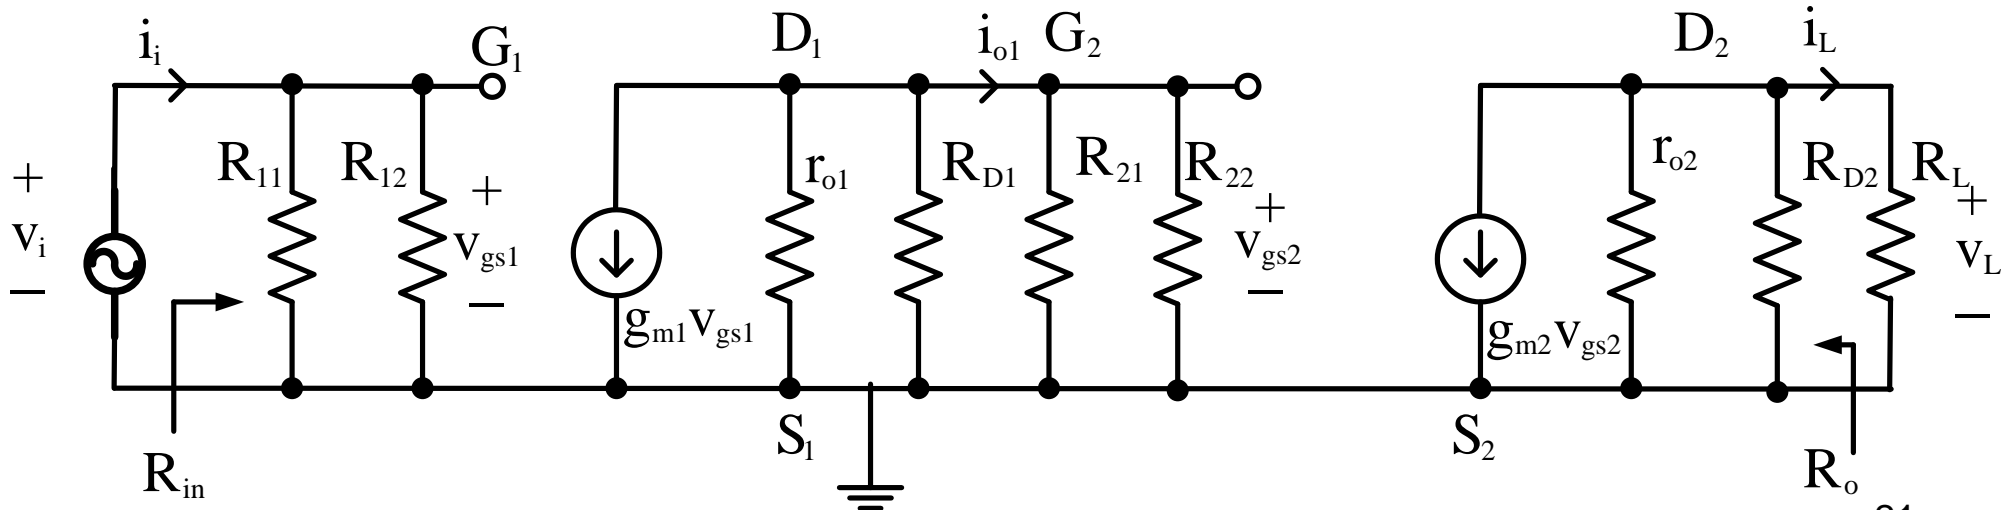 i_i G_1 D_1 i_o1 G_2 D_2 i_L
R_11 R_12 r_o1 R_D1 R_21 R_22 r_o2 R_D2 R_L
+ + + +
v_i v_gs1 v_gs2 v_L
− − − −
g_m1v_gs1 g_m2v_gs2
S_1 S_2
R_in R_o